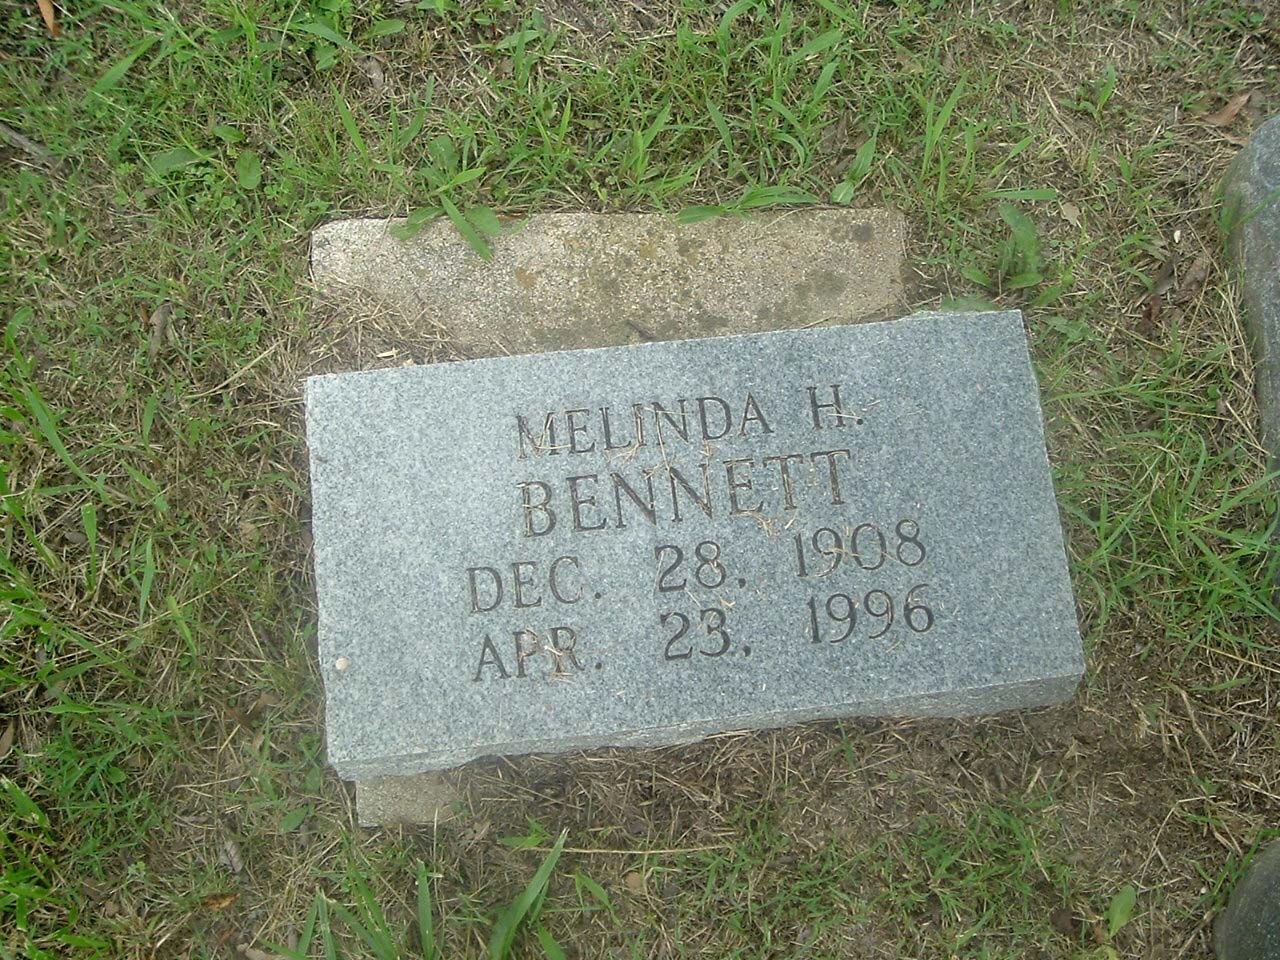 MELINDA H.
BENNETT
DEC. 28, 1908
APR. 23, 1996